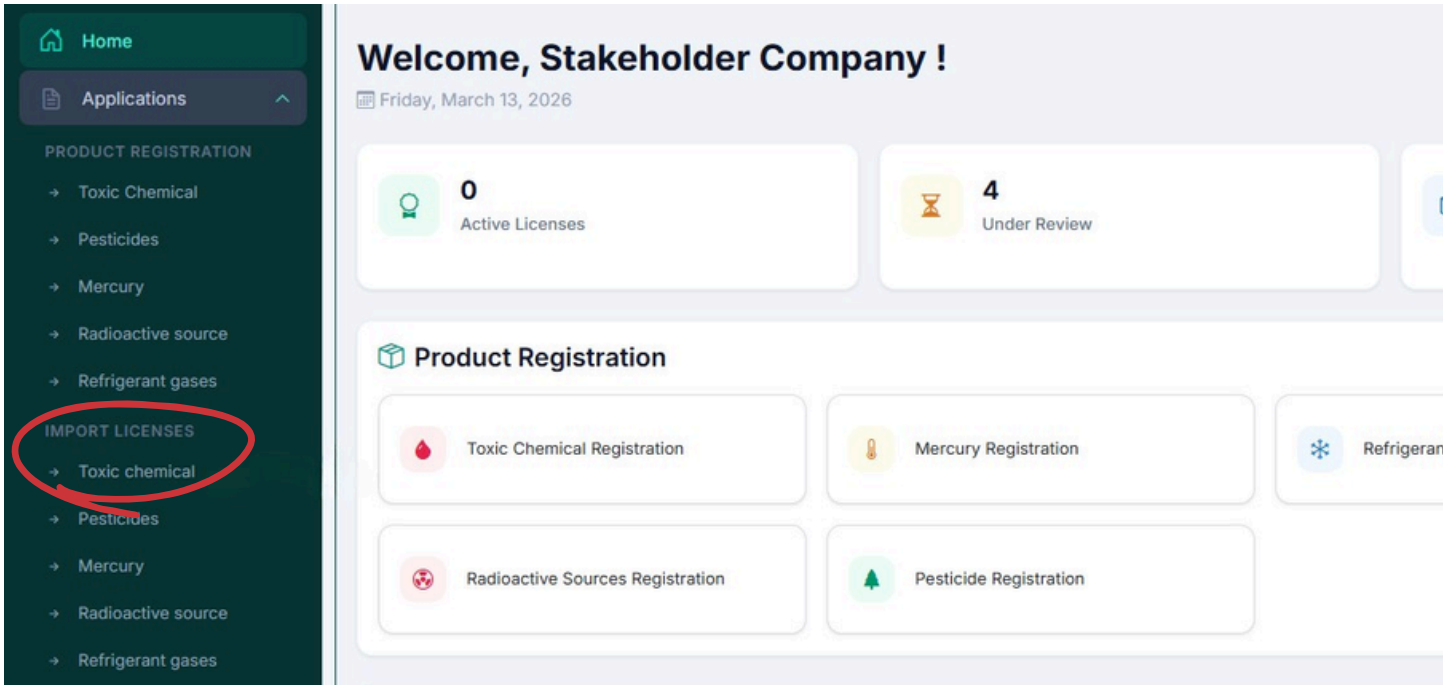 Home
Applications
PRODUCT REGISTRATION
Toxic Chemical
Pesticides
Mercury
Radioactive source
Refrigerant gases
IMPORT LICENSES
Toxic chemical
Pesticides
Mercury
Radioactive source
Refrigerant gases
Welcome, Stakeholder Company !
Friday, March 13, 2026
0
Active Licenses
4
Under Review
Product Registration
Toxic Chemical Registration
Mercury Registration
Refrigeran
Radioactive Sources Registration
Pesticide Registration